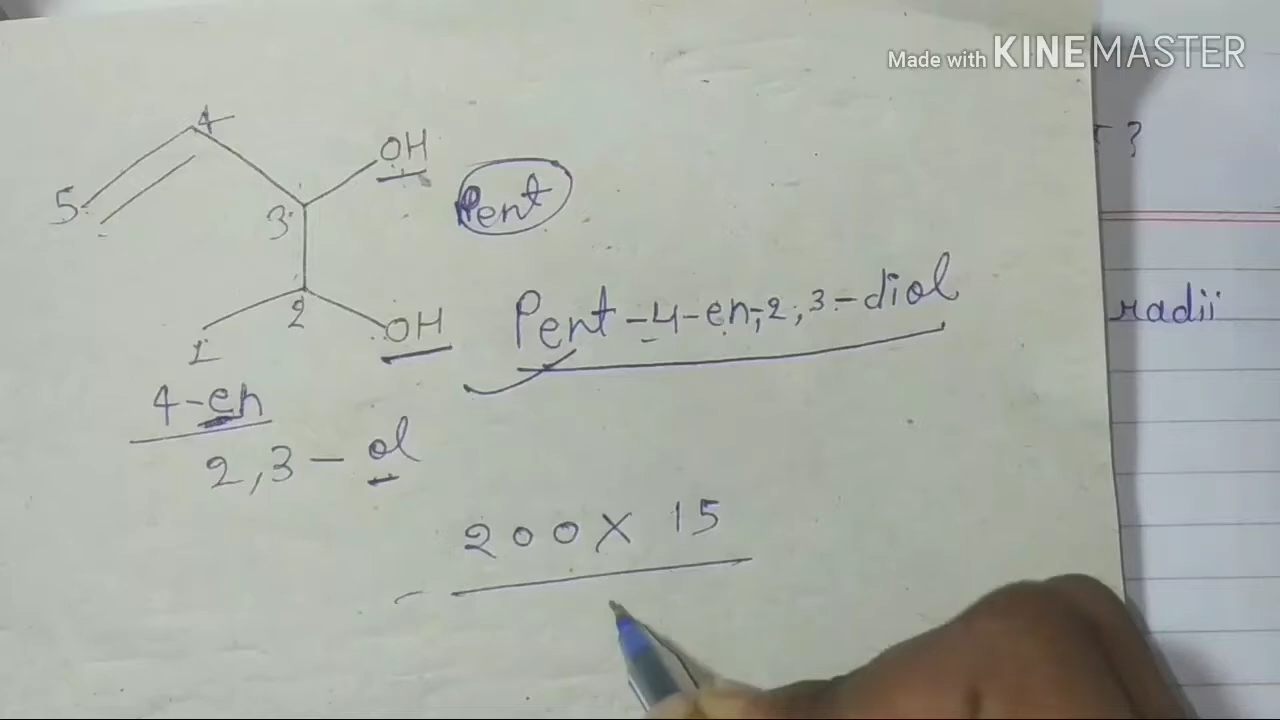 Made with KINEMASTER
4
OH
5
3
Pent
2
OH
1
Pent-4-en-2,3-diol
4-en
2,3-ol
200 X 15
?
radii